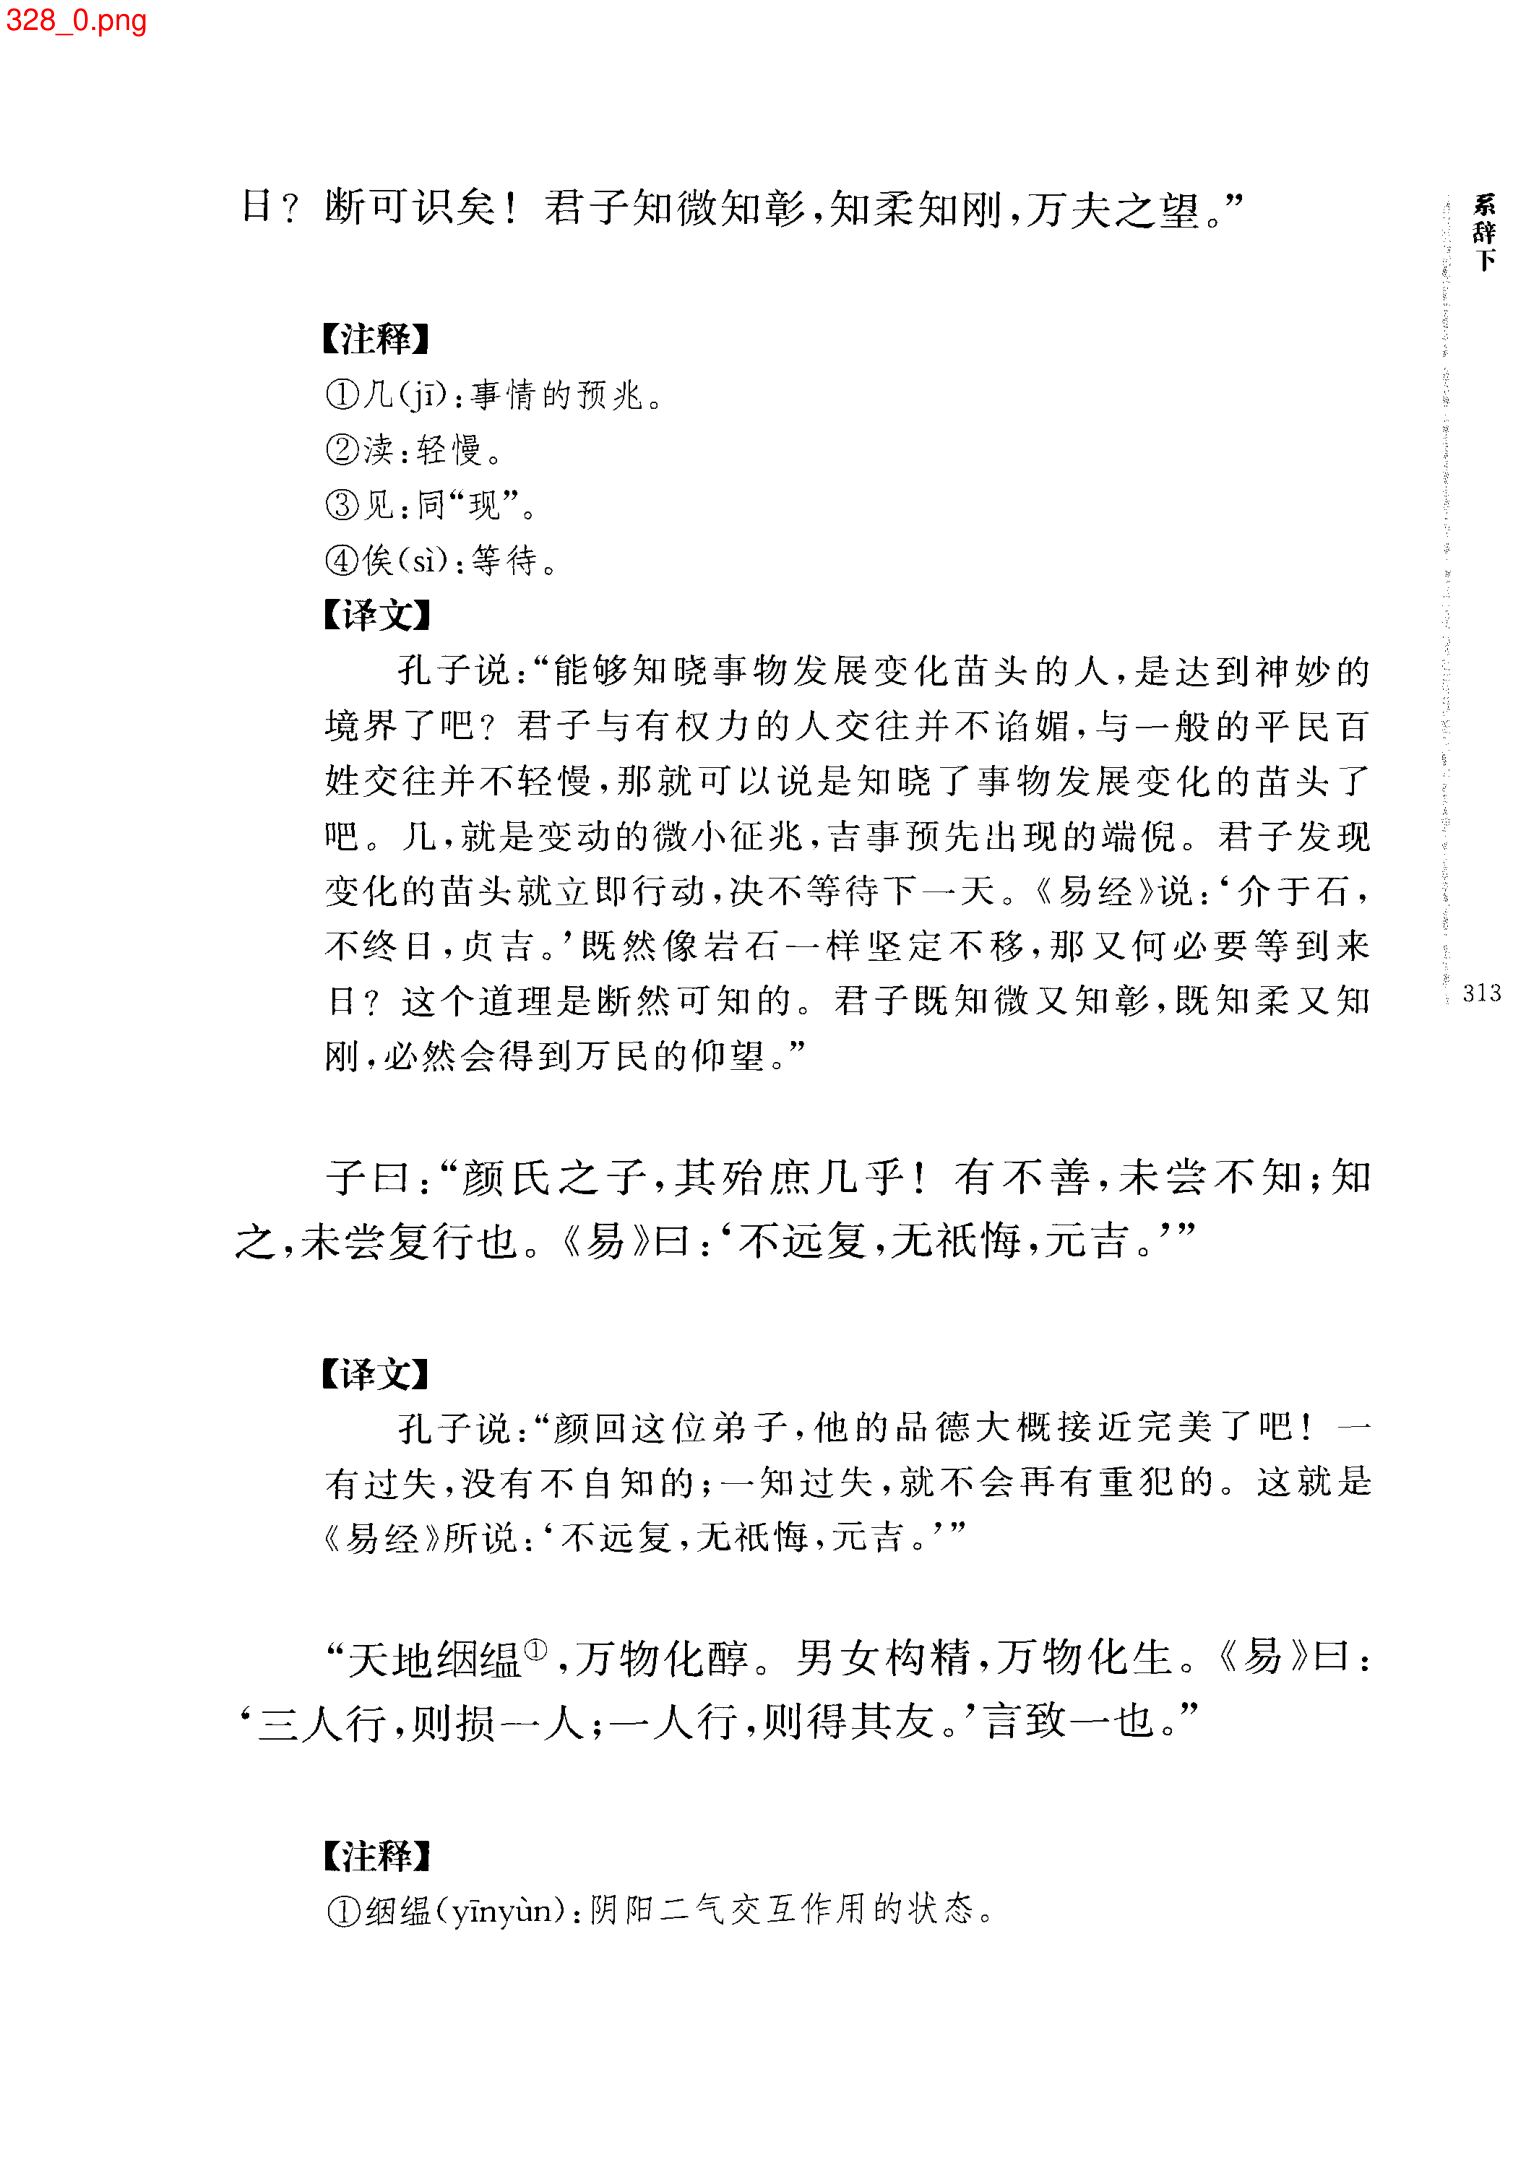 328_0.png
日？断可识矣！君子知微知彰，知柔知刚，万夫之望。”
【注释】
①几(jī)：事情的预兆。
②渎：轻慢。
③见：同“现”。
④俟(sì)：等待。
【译文】
孔子说：“能够知晓事物发展变化苗头的人，是达到神妙的
境界了吧？君子与有权力的人交往并不谄媚，与一般的平民百
姓交往并不轻慢，那就可以说是知晓了事物发展变化的苗头了
吧。几，就是变动的微小征兆，吉事预先出现的端倪。君子发现
变化的苗头就立即行动，决不等待下一天。《易经》说：‘介于石，
不终日，贞吉。’既然像岩石一样坚定不移，那又何必要等到来
日？这个道理是断然可知的。君子既知微又知彰，既知柔又知
刚，必然会得到万民的仰望。”
子曰：“颜氏之子，其殆庶几乎！有不善，未尝不知；知
之，未尝复行也。《易》曰：‘不远复，无祇悔，元吉。’”
【译文】
孔子说：“颜回这位弟子，他的品德大概接近完美了吧！一
有过失，没有不自知的；一知过失，就不会再有重犯的。这就是
《易经》所说：‘不远复，无祇悔，元吉。’”
“天地絪缊①，万物化醇。男女构精，万物化生。《易》曰：
‘三人行，则损一人；一人行，则得其友。’言致一也。”
【注释】
①絪缊(yīnyùn)：阴阳二气交互作用的状态。
系辞下
313